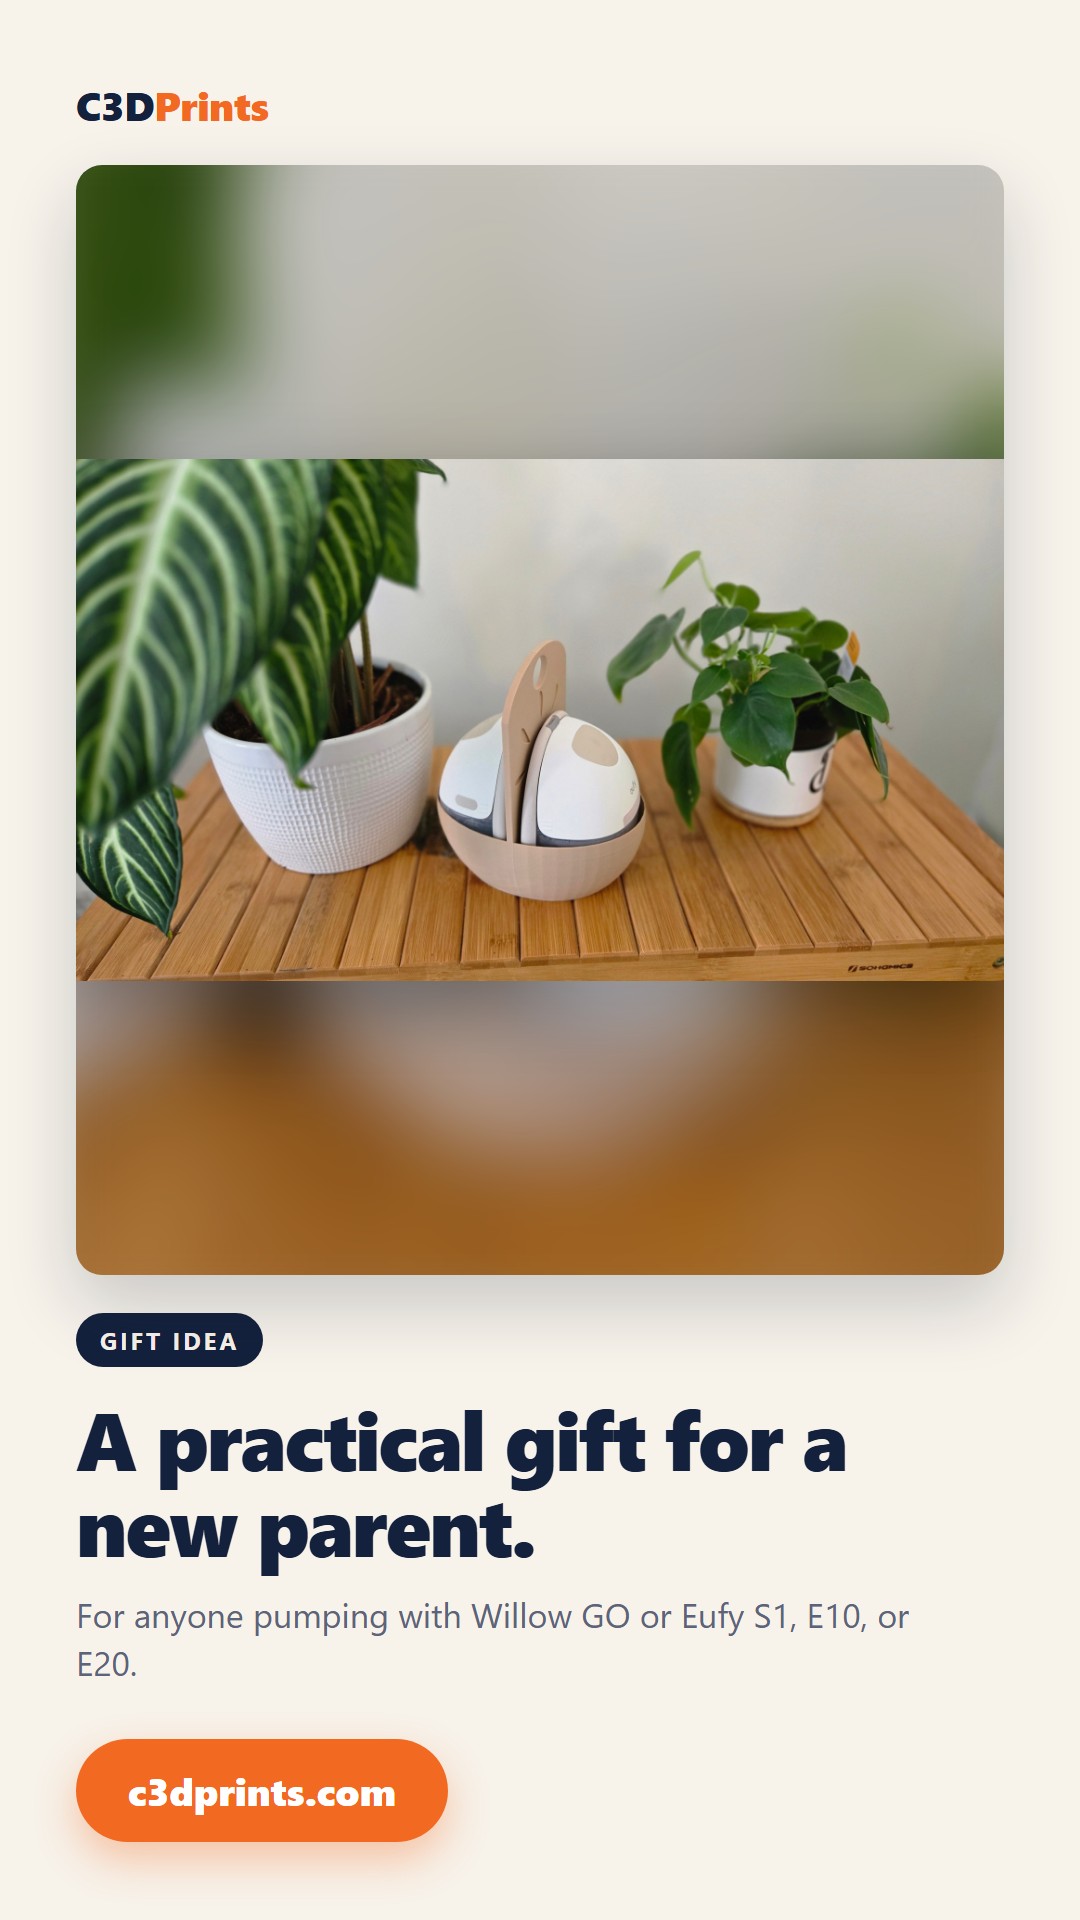 C3DPrints
SONGMICS
GIFT IDEA
A practical gift for a
new parent.
For anyone pumping with Willow GO or Eufy S1, E10, or
E20.
c3dprints.com